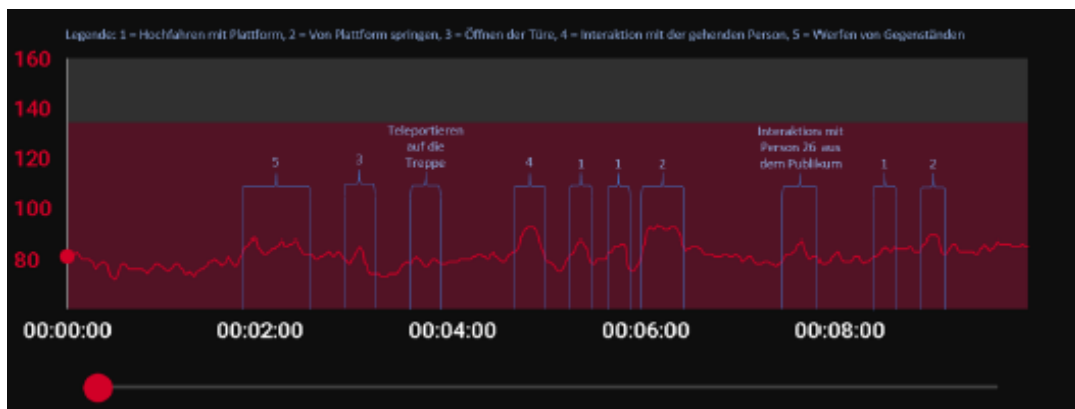 Legende: 1 = Hochfahren mit Plattform, 2 = Von Plattform springen, 3 = Öffnen der Türe, 4 = Interaktion mit der gehenden Person, 5 = Werfen von Gegenständen
160
140
120
100
80
5
3
Teleportieren
auf die
Treppe
4
1
1
2
Interaktion mit
Person 26 aus
dem Publikum
1
2
00:00:00
00:02:00
00:04:00
00:06:00
00:08:00